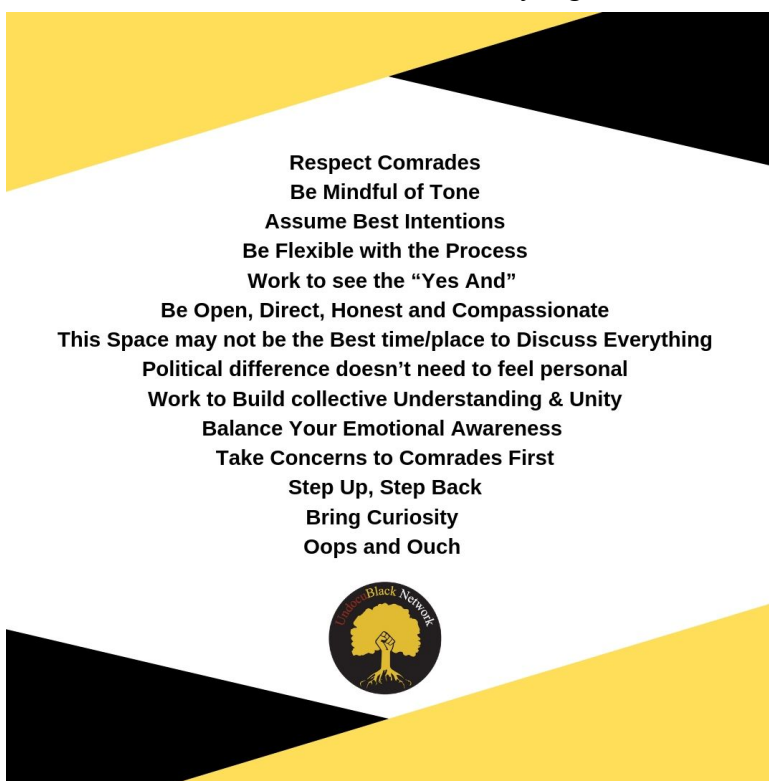 Respect Comrades
Be Mindful of Tone
Assume Best Intentions
Be Flexible with the Process
Work to see the “Yes And”
Be Open, Direct, Honest and Compassionate
This Space may not be the Best time/place to Discuss Everything
Political difference doesn’t need to feel personal
Work to Build collective Understanding & Unity
Balance Your Emotional Awareness
Take Concerns to Comrades First
Step Up, Step Back
Bring Curiosity
Oops and Ouch
UndocuBlack Network